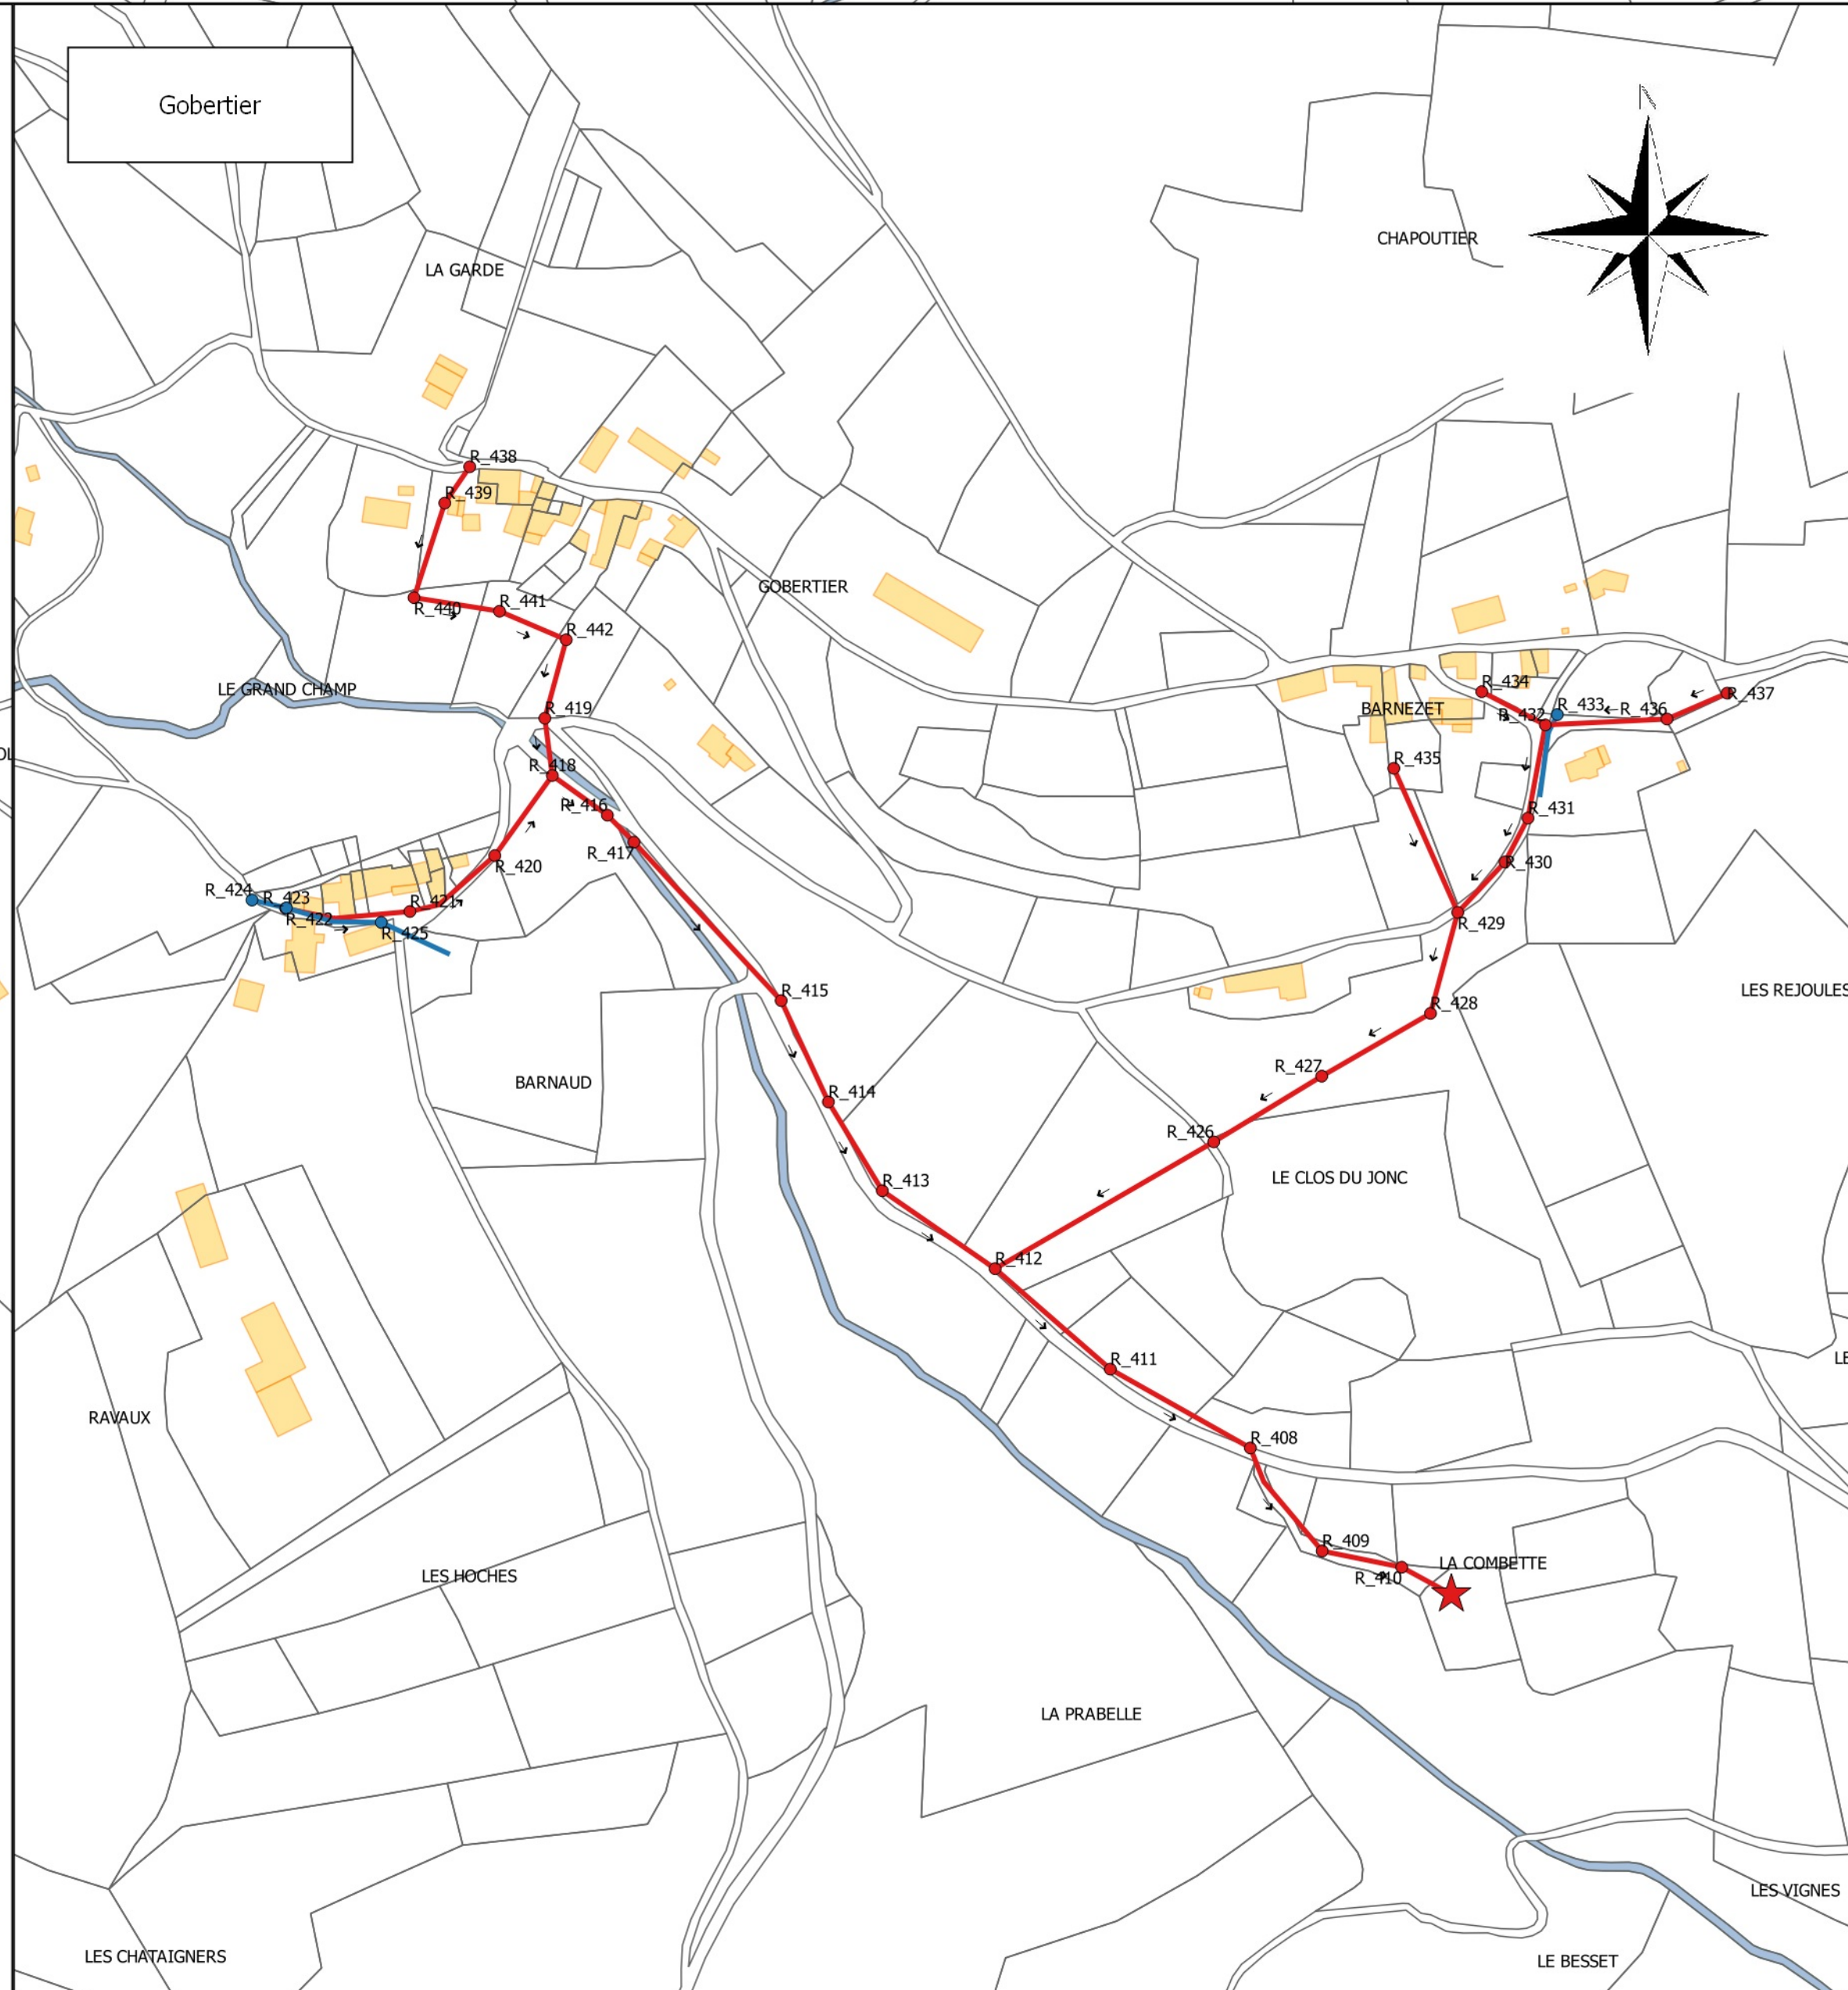 Gobertier
N
CHAPOUTIER
LA GARDE
R_438
R_439
GOBERTIER
R_440
R_441
R_442
LE GRAND CHAMP
R_419
R_434
BARNEZET
R_432
R_433
R_436
R_437
R_418
R_435
R_416
R_431
R_417
R_420
R_430
R_424
R_423
R_421
R_422
R_425
R_429
R_415
LES REJOULES
R_428
R_427
BARNAUD
R_414
R_426
R_413
LE CLOS DU JONC
R_412
R_411
LE
RAVAUX
R_408
R_409
LA COMBETTE
LES HOCHES
R_410
LA PRABELLE
LES VIGNES
LES CHATAIGNERS
LE BESSET